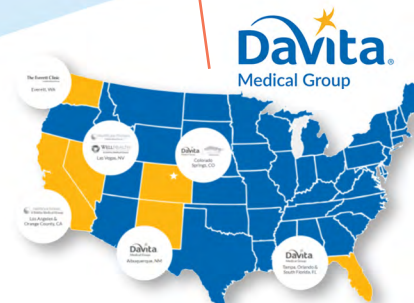 DaVita®
Medical Group
The Everett Clinic
Everett, WA
WELLHEALTH
Las Vegas, NV
DaVita
Colorado
Springs, CO
Los Angeles &
Orange County, CA
DaVita
Medical Group
Albuquerque, NM
DaVita
Medical Group
Tampa, Orlando &
South Florida, FL